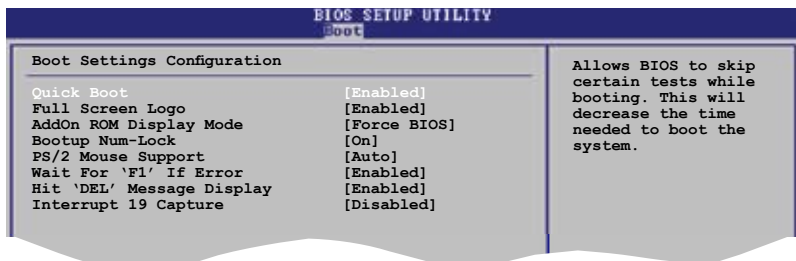 BIOS SETUP UTILITY
Boot
Boot Settings Configuration
Quick Boot [Enabled]
Full Screen Logo [Enabled]
AddOn ROM Display Mode [Force BIOS]
Bootup Num-Lock [On]
PS/2 Mouse Support [Auto]
Wait For ‘F1’ If Error [Enabled]
Hit ‘DEL’ Message Display [Enabled]
Interrupt 19 Capture [Disabled]
Allows BIOS to skip
certain tests while
booting. This will
decrease the time
needed to boot the
system.